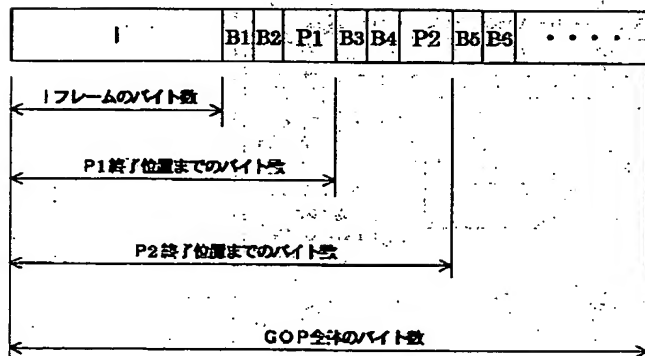 I B1 B2 P1 B3 B4 P2 B5 P6 ・・・・
Iフレームのバイト数
P1終了位置までのバイト数
P2終了位置までのバイト数
GOP全体のバイト数